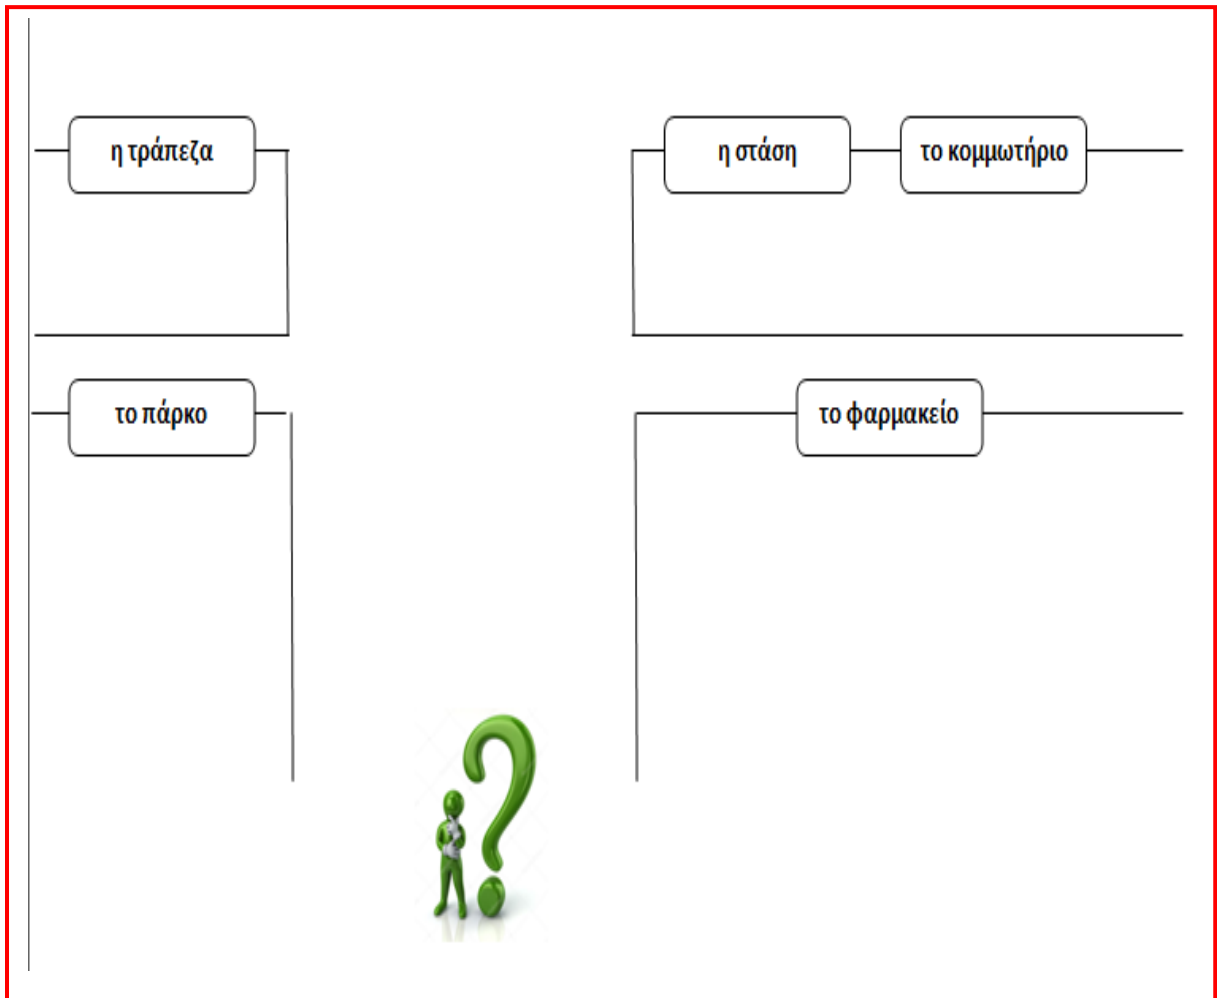 η τράπεζα
η στάση
το κομμωτήριο
το πάρκο
το φαρμακείο